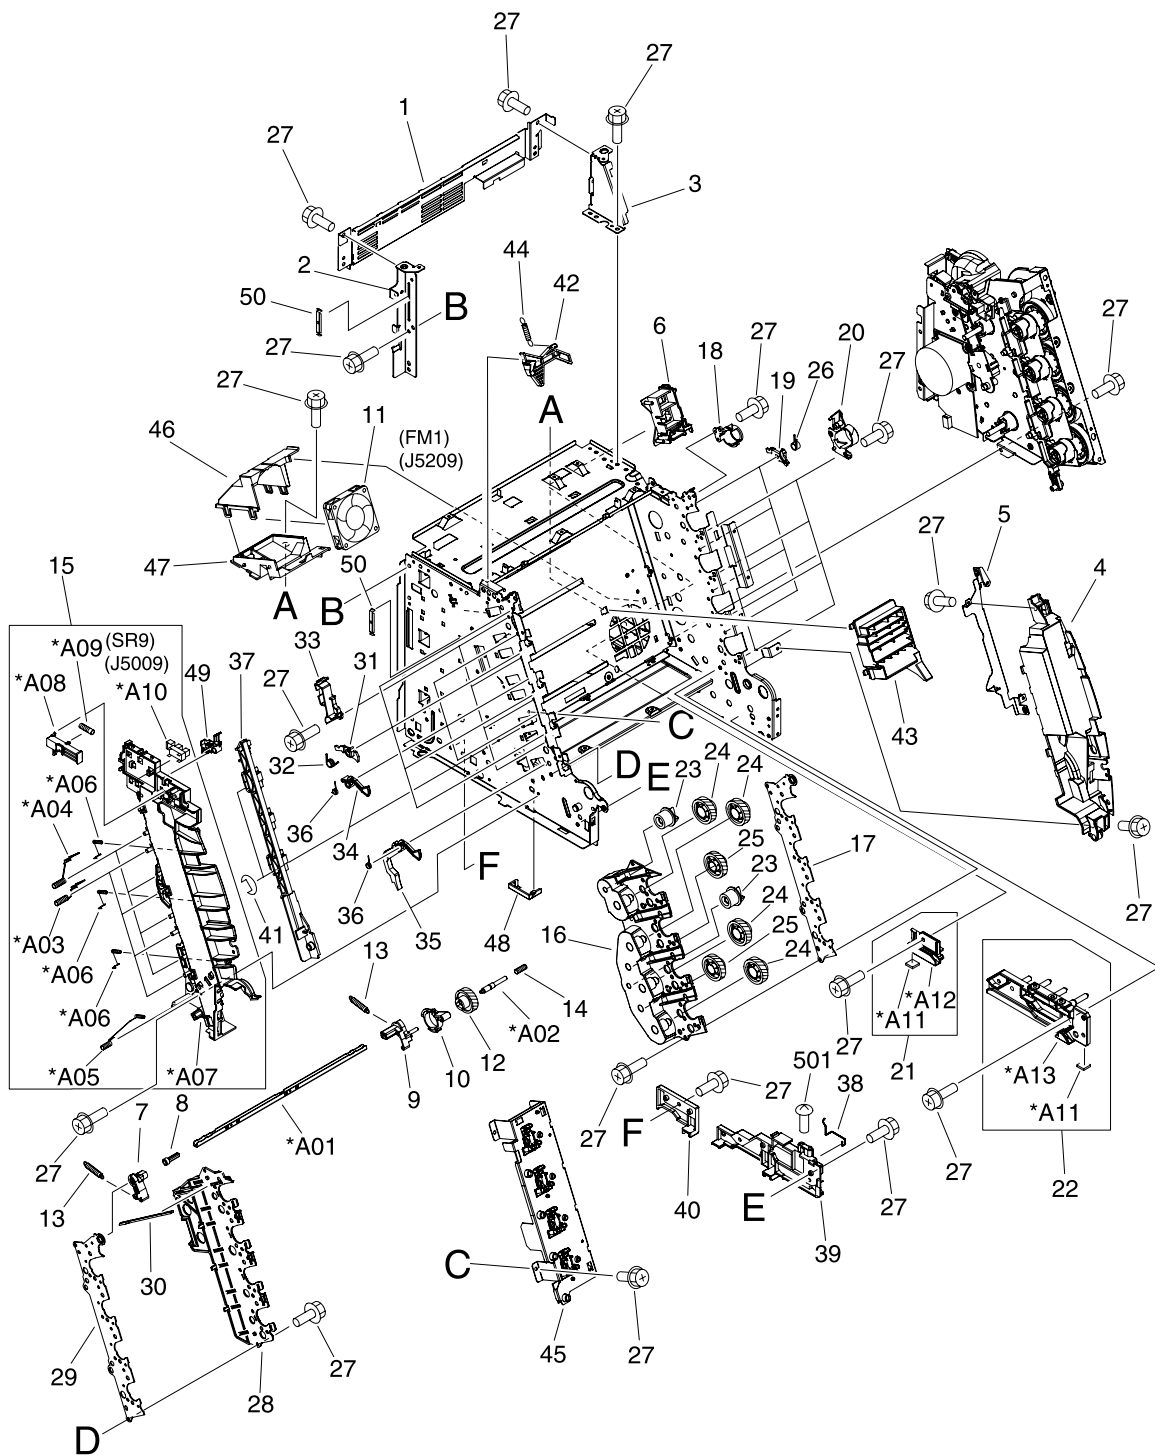 27
27
1
27
3
2
44
42
50
B
6
27
27
18
27
20
27
19
26
27
46
11
A
(FM1)
(J5209)
27
5
15
47
50
4
A
B
*A09
(SR9)
(J5009)
37
33
31
*A08
*A10
49
27
43
C
32
D
E
23
24
24
*A06
*A04
36
34
25
17
F
23
27
36
24
*A03
41
35
48
16
25
24
*A06
13
14
*A12
*A06
*A02
*A11
12
27
*A13
10
501
38
21
*A05
*A07
9
27
*A11
7
8
27
F
27
*A01
27
22
13
40
E
27
39
30
C
29
28
27
45
27
D